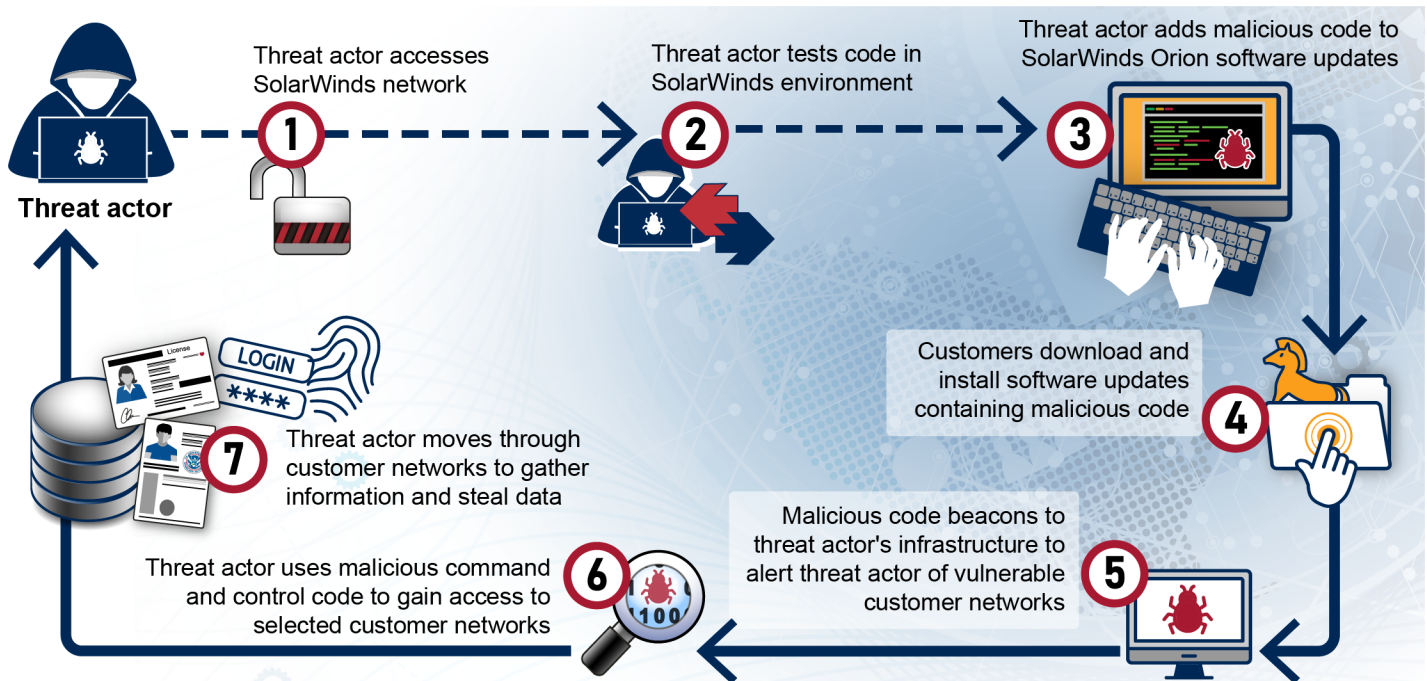 Threat actor
Threat actor accesses
SolarWinds network
1
Threat actor tests code in
SolarWinds environment
2
Threat actor adds malicious code to
SolarWinds Orion software updates
3
Customers download and
install software updates
containing malicious code
4
Malicious code beacons to
threat actor's infrastructure to
alert threat actor of vulnerable
customer networks
5
Threat actor uses malicious command
and control code to gain access to
selected customer networks
6
1100
License
LOGIN
****
7
Threat actor moves through
customer networks to gather
information and steal data